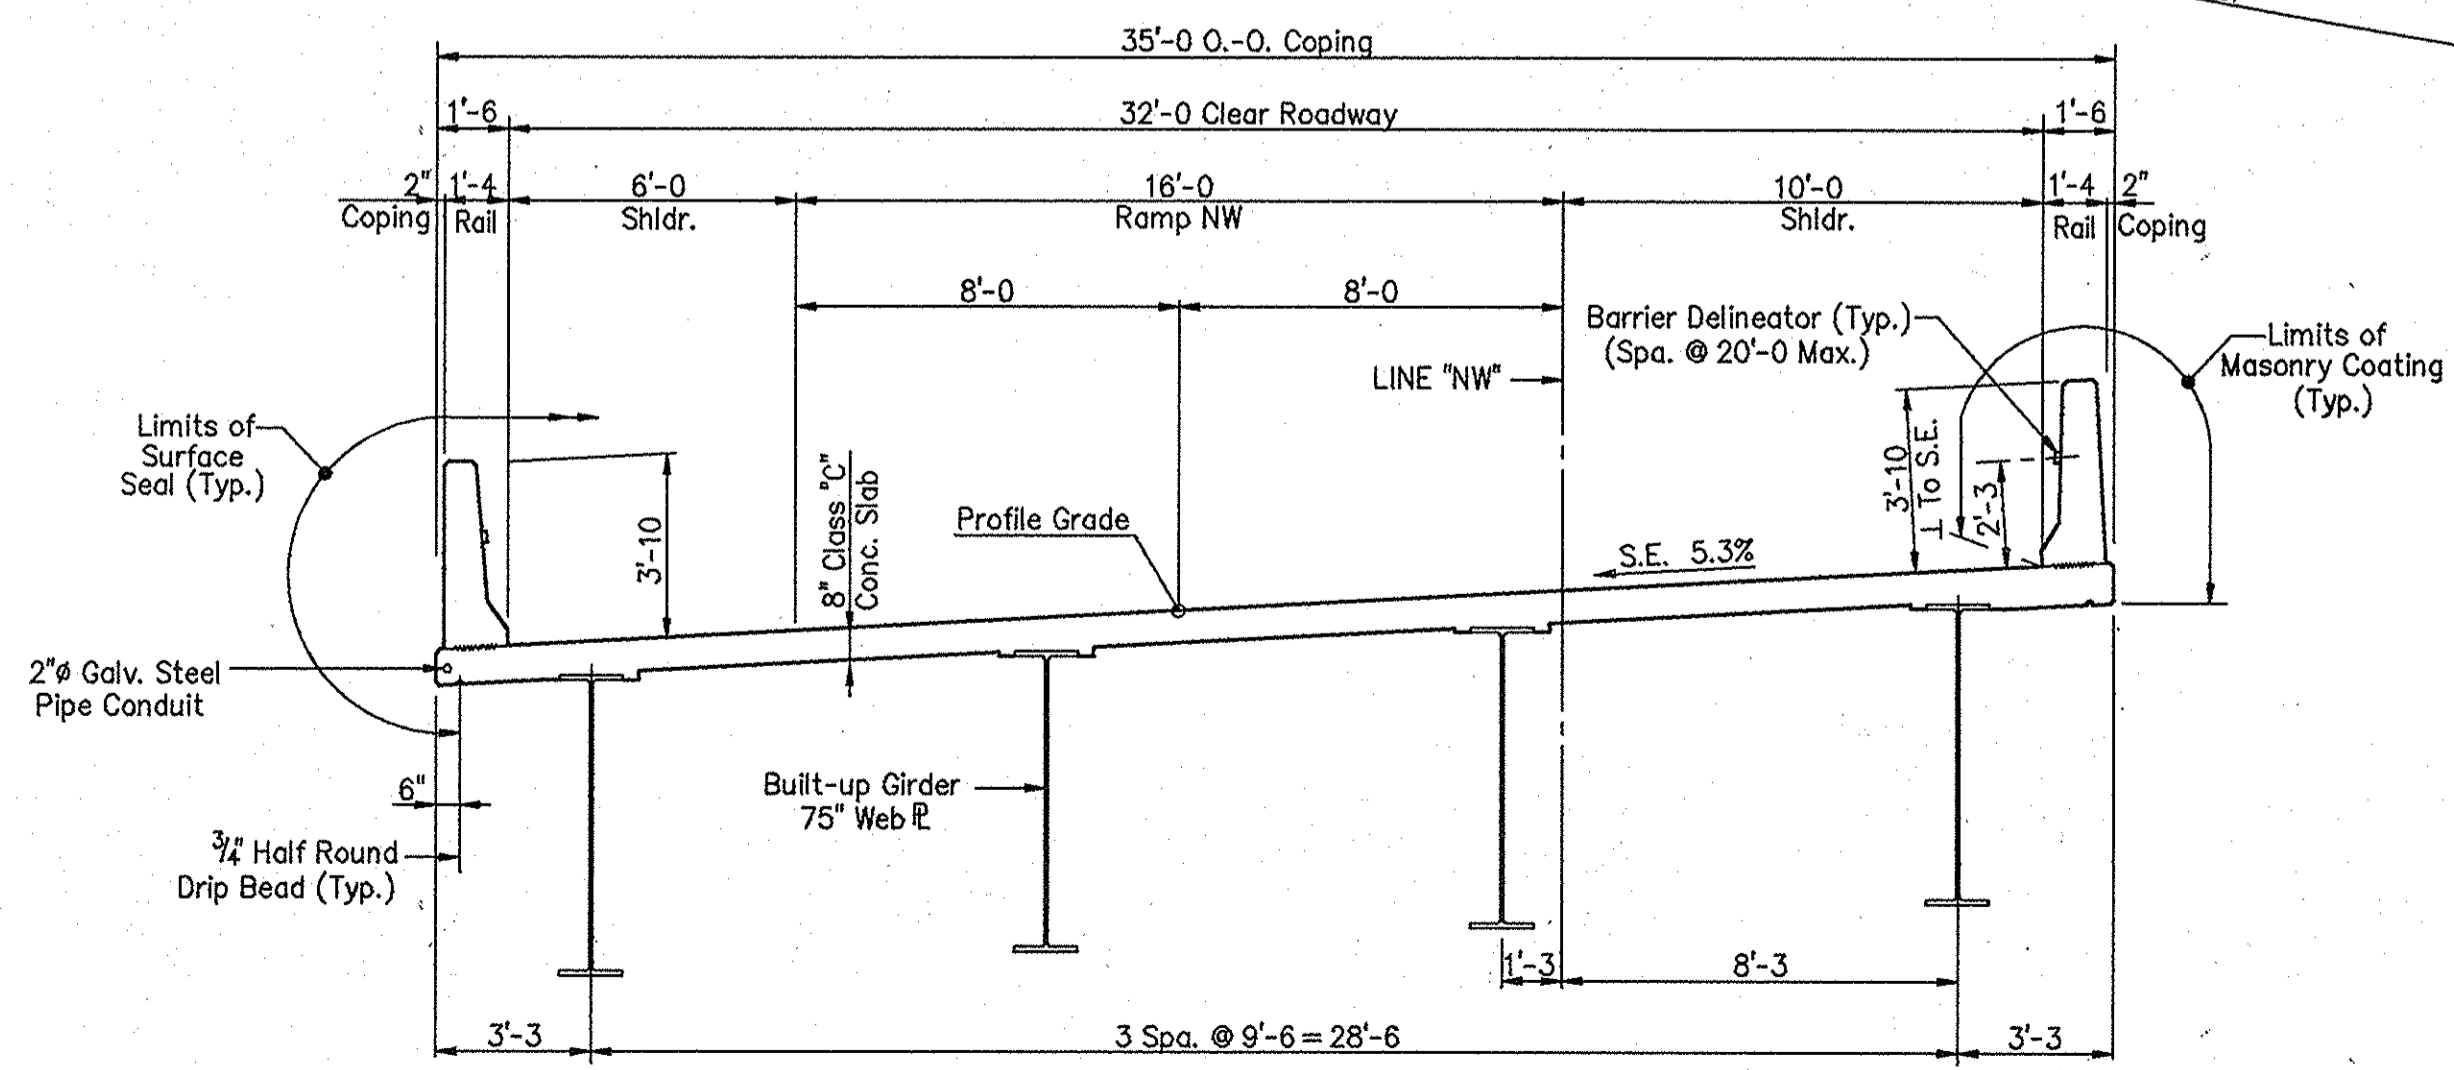 35'-0 O.-O. Coping
1'-6
32'-0 Clear Roadway
1'-6
2"
Coping
1'-4
Rail
6'-0
Shldr.
16'-0
Ramp NW
10'-0
Shldr.
1'-4
Rail
2"
Coping
8'-0
8'-0
Barrier Delineator (Typ.)
(Spa. @ 20'-0 Max.)
Limits of
Masonry Coating
(Typ.)
LINE "NW"
Limits of
Surface
Seal (Typ.)
3'-10
8" Class "C"
Conc. Slab
Profile Grade
3'-10
⊥ To S.E.
2'-3
S.E. 5.3%
2"ø Galv. Steel
Pipe Conduit
6"
Built-up Girder
75" Web ℙL
3/4" Half Round
Drip Bead (Typ.)
1'-3
8'-3
3'-3
3 Spa. @ 9'-6 = 28'-6
3'-3